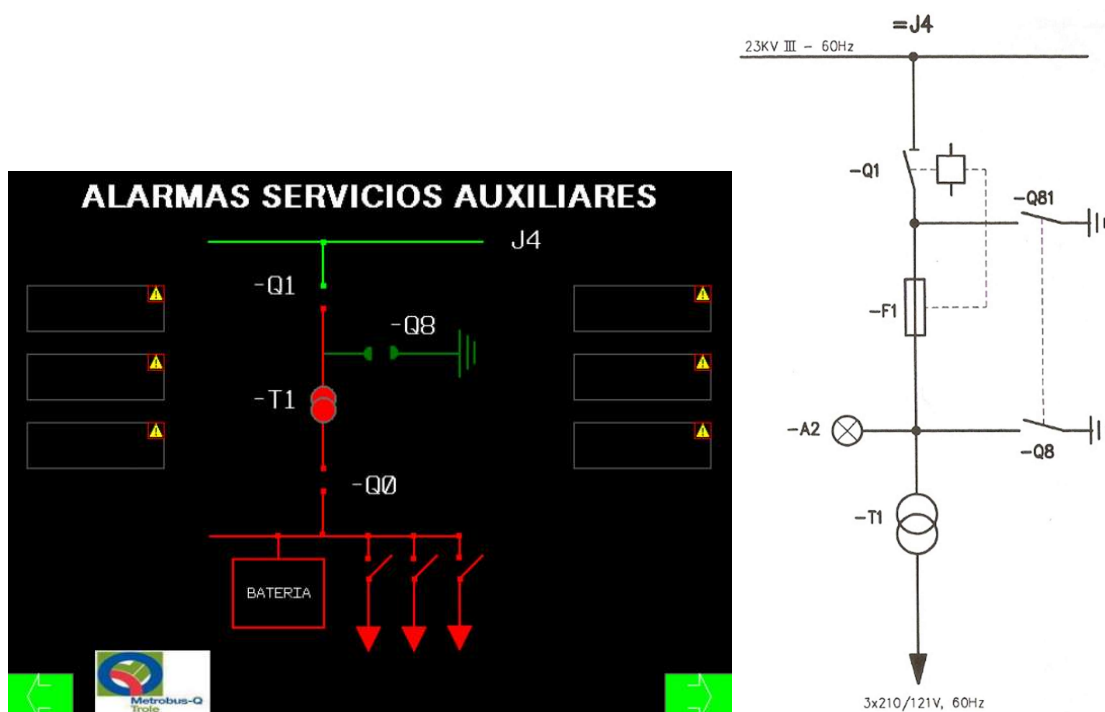 ALARMAS SERVICIOS AUXILIARES
J4
-Q1
-Q8
-T1
-Q0
BATERIA
Metrobus-Q
Trole
=J4
23KV III - 60Hz
-Q1
-Q81
-F1
-A2
-Q8
-T1
3x210/121V, 60Hz